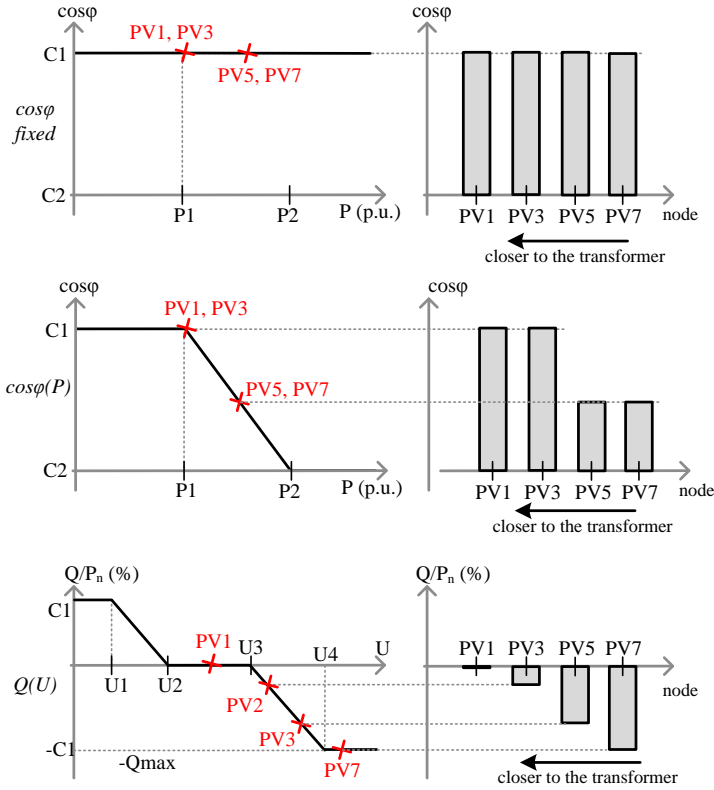 cosφ
cosφ
PV1, PV3
C1
PV5, PV7
cosφ
fixed
C2
P1
P2
P (p.u.)
PV1
PV3
PV5
PV7
node
closer to the transformer
cosφ
cosφ
PV1, PV3
C1
cosφ(P)
PV5, PV7
C2
P1
P2
P (p.u.)
PV1
PV3
PV5
PV7
node
closer to the transformer
Q/Pn (%)
Q/Pn (%)
C1
PV1
U3
U4
U
PV1
PV3
PV5
PV7
Q(U)
U1
U2
PV2
node
PV3
-C1
-Qmax
PV7
closer to the transformer